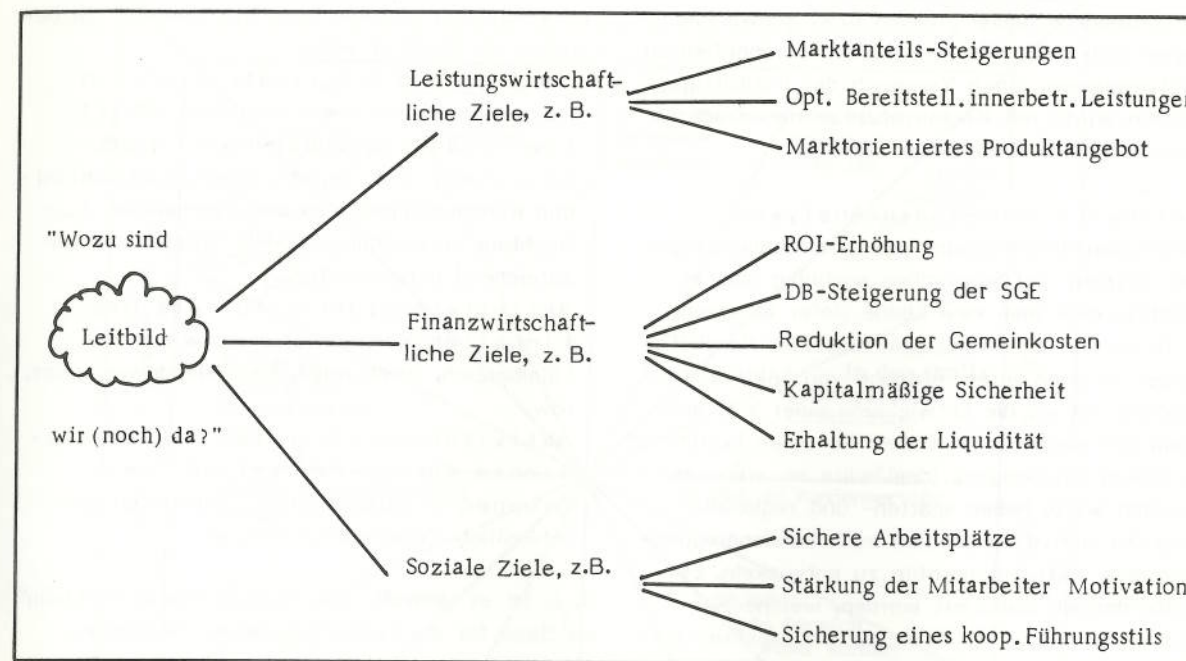 Leistungswirtschaft-
liche Ziele, z. B.
Marktanteils-Steigerungen
Opt. Bereitstell. innerbetr. Leistungen
Marktorientiertes Produktangebot
"Wozu sind
Leitbild
wir (noch) da?"
Finanzwirtschaft-
liche Ziele, z. B.
ROI-Erhöhung
DB-Steigerung der SGE
Reduktion der Gemeinkosten
Kapitalmäßige Sicherheit
Erhaltung der Liquidität
Soziale Ziele, z.B.
Sichere Arbeitsplätze
Stärkung der Mitarbeiter Motivation
Sicherung eines koop. Führungsstils